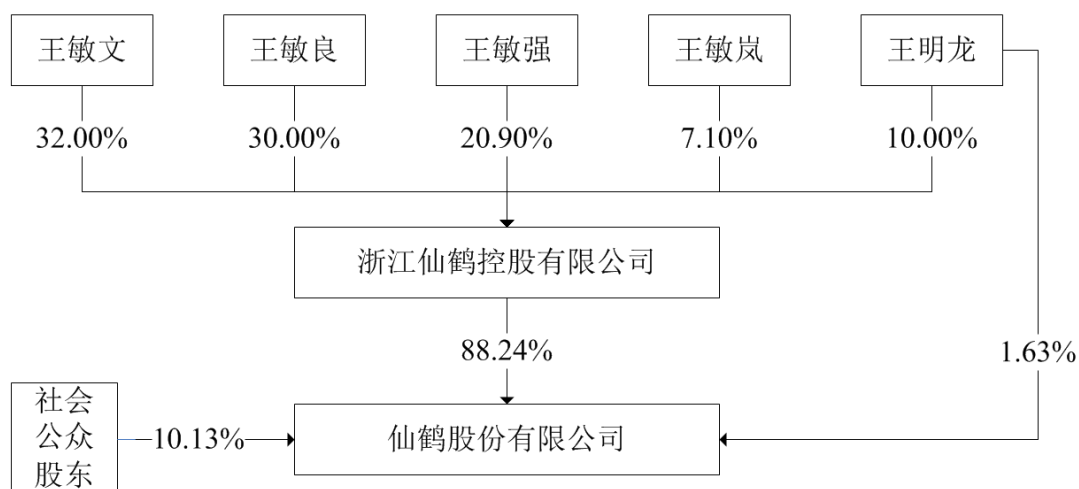 王敏文
王敏良
王敏强
王敏岚
王明龙
32.00%
30.00%
20.90%
7.10%
10.00%
浙江仙鹤控股有限公司
88.24%
1.63%
社会
公众
股东
10.13%
仙鹤股份有限公司